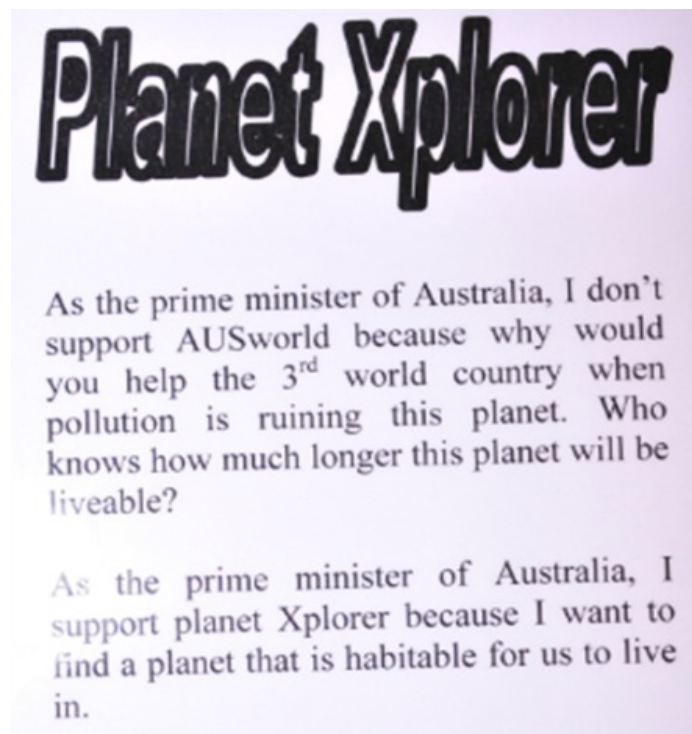 Planet Xplorer
As the prime minister of Australia, I don't
support AUSworld because why would
you help the 3rd world country when
pollution is ruining this planet. Who
knows how much longer this planet will be
liveable?
As the prime minister of Australia, I
support planet Xplorer because I want to
find a planet that is habitable for us to live
in.